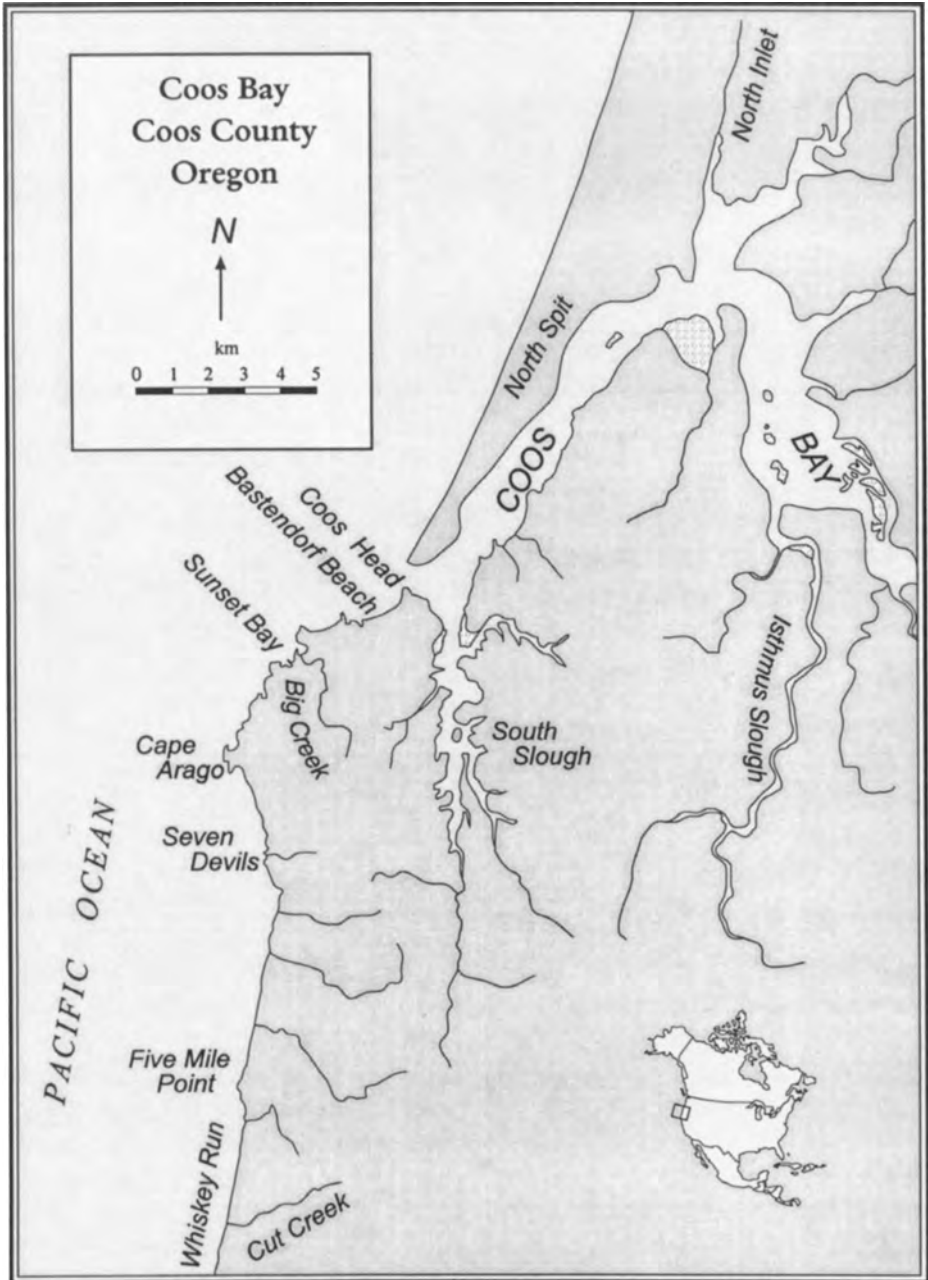 Coos Bay
Coos County
Oregon
N
km
0 1 2 3 4 5
North Inlet
North Spit
COOS
BAY
Coos Head
Bastendorf Beach
Sunset Bay
Big Creek
Cape
Arago
South
Slough
Isthmus Slough
Seven
Devils
PACIFIC OCEAN
Five Mile
Point
Whiskey Run
Cut Creek